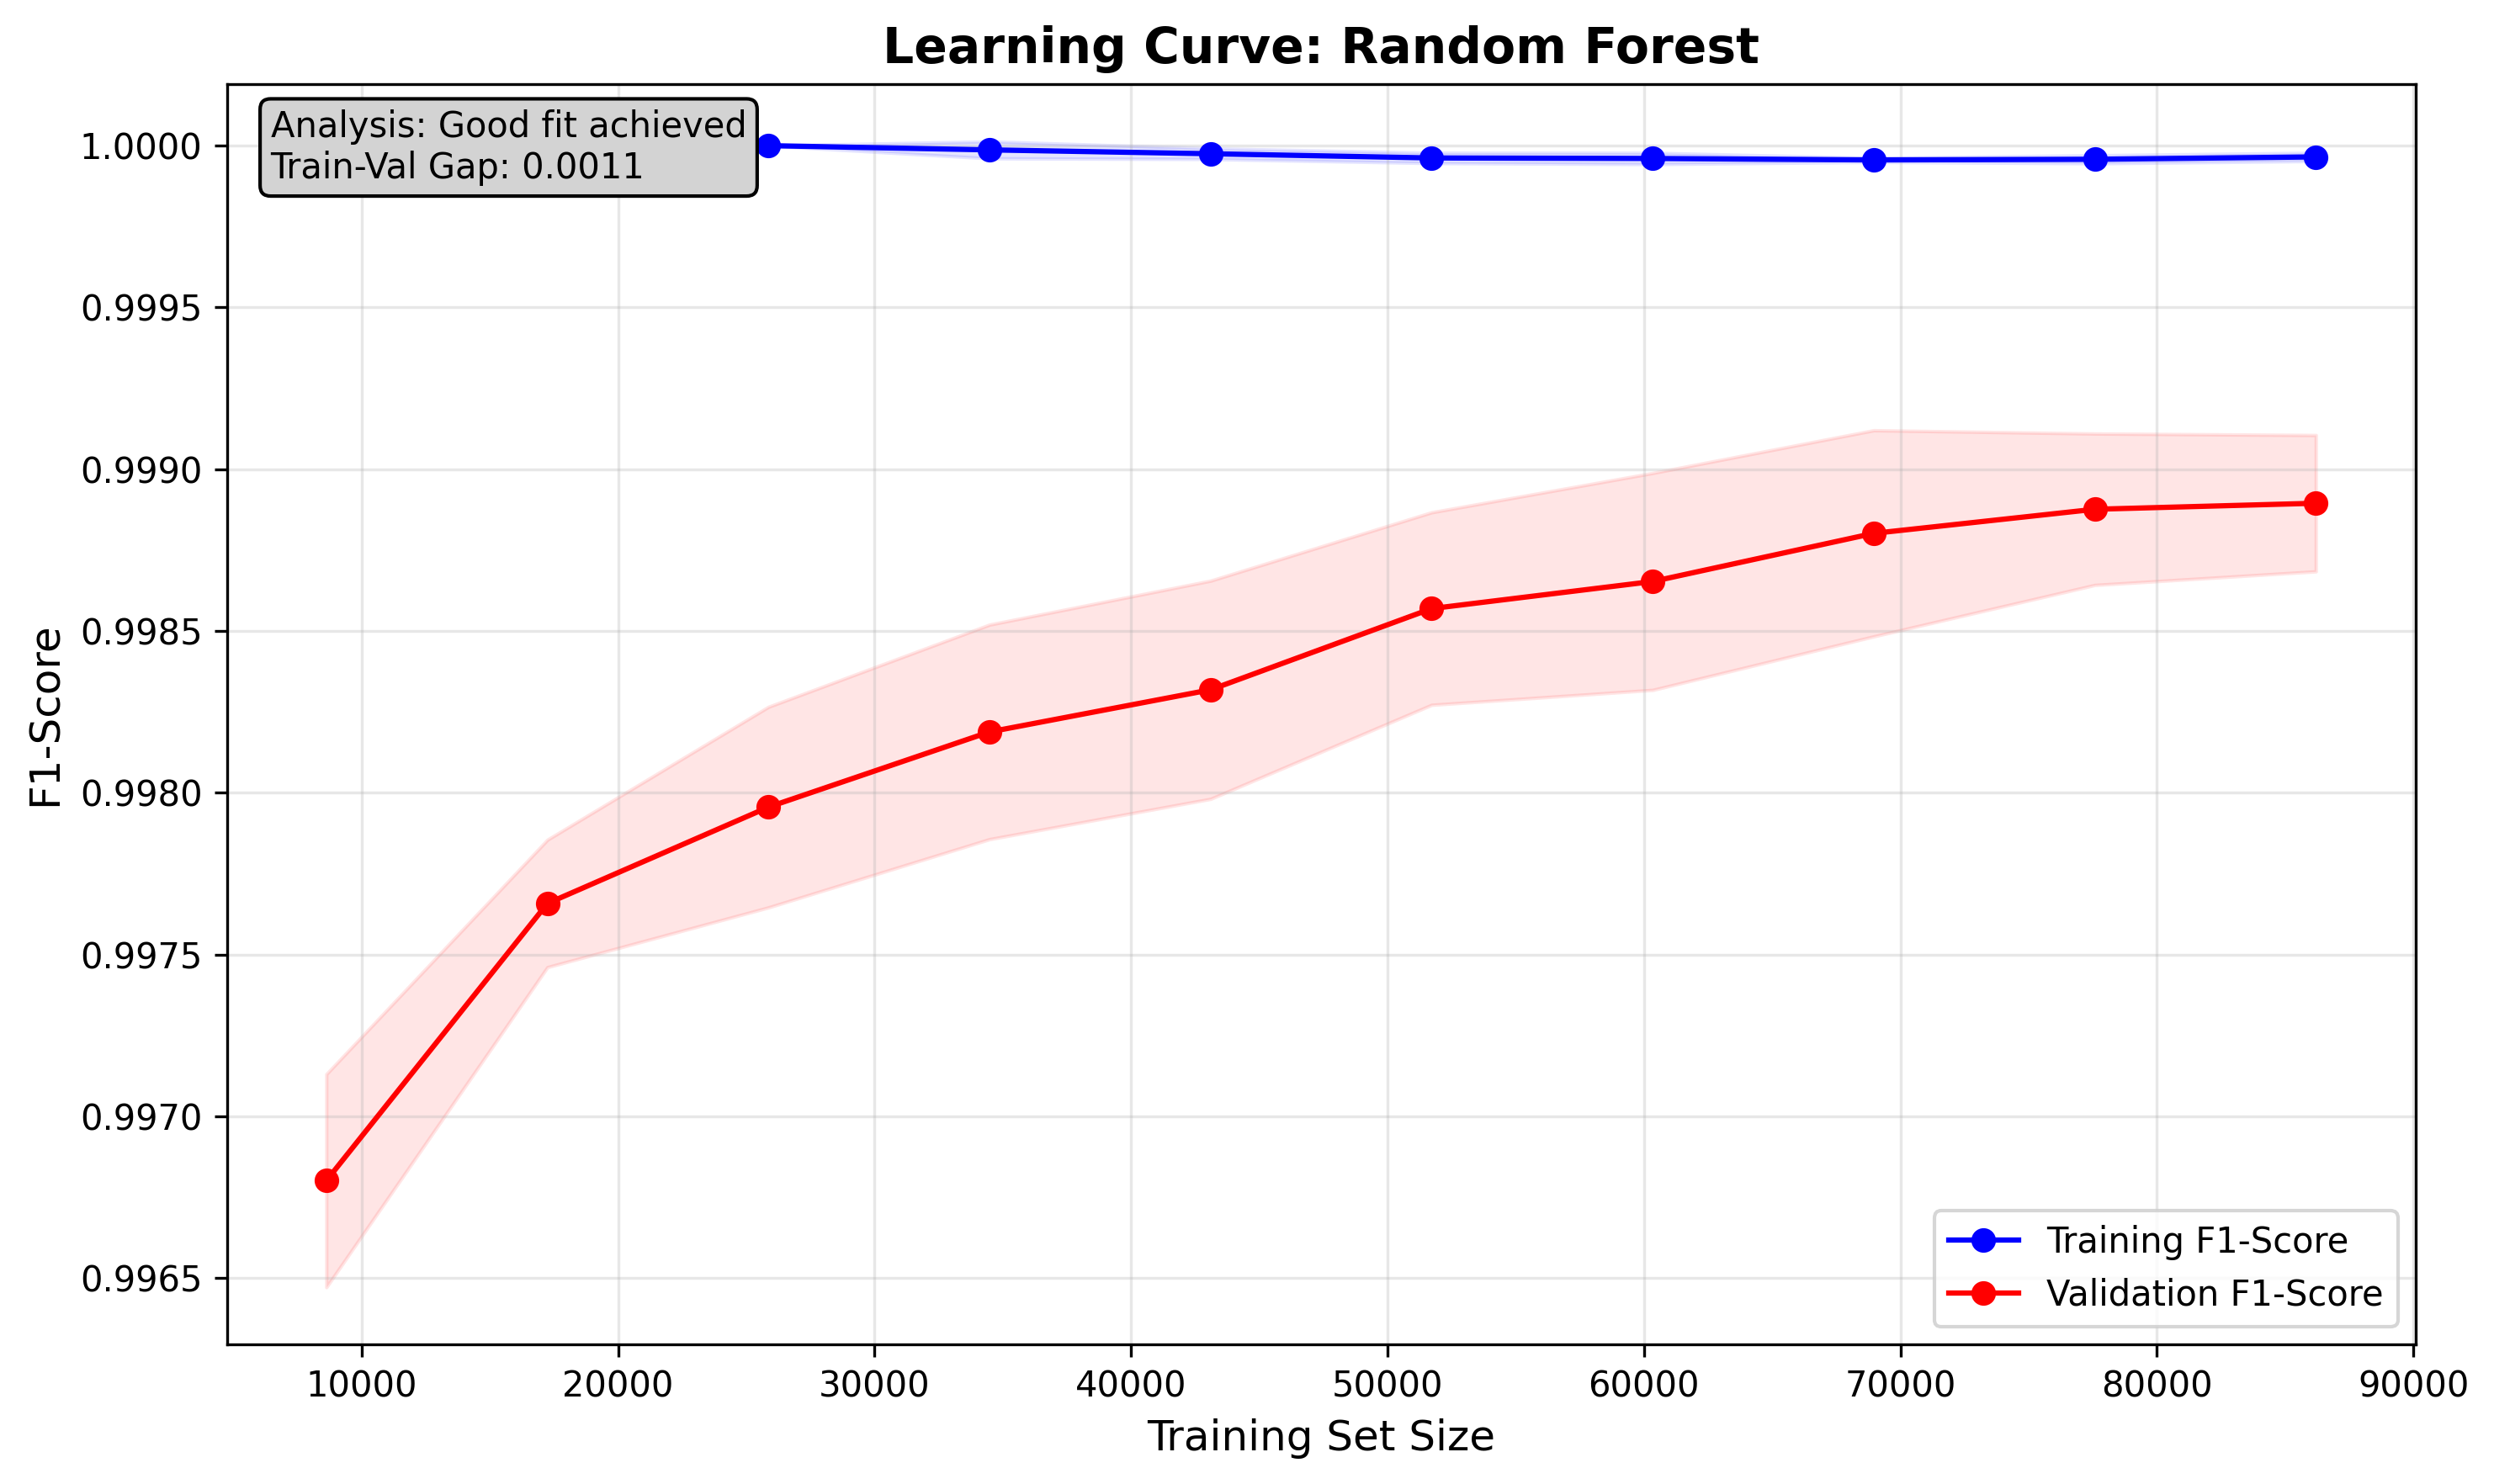 Learning Curve: Random Forest
Analysis: Good fit achieved
Train-Val Gap: 0.0011
F1-Score
1.0000
0.9995
0.9990
0.9985
0.9980
0.9975
0.9970
0.9965
Training F1-Score
Validation F1-Score
10000 20000 30000 40000 50000 60000 70000 80000 90000
Training Set Size